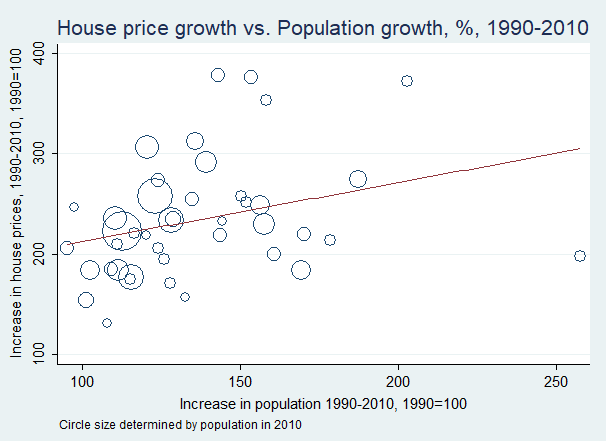 House price growth vs. Population growth, %, 1990-2010
Increase in house prices, 1990-2010, 1990=100
400
300
200
100
100 150 200 250
Increase in population 1990-2010, 1990=100
Circle size determined by population in 2010